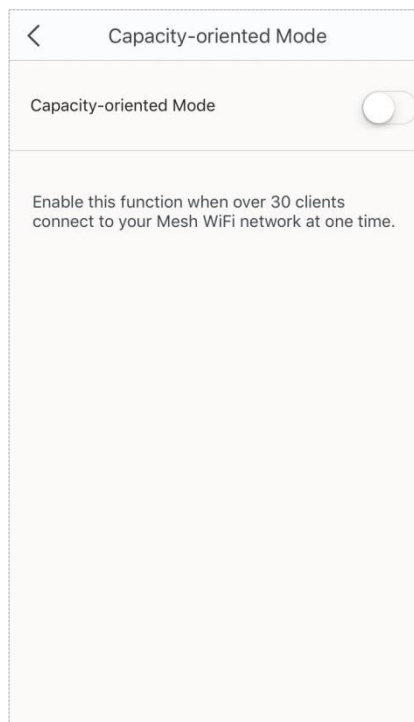 Capacity-oriented Mode
Capacity-oriented Mode
Enable this function when over 30 clients
connect to your Mesh WiFi network at one time.